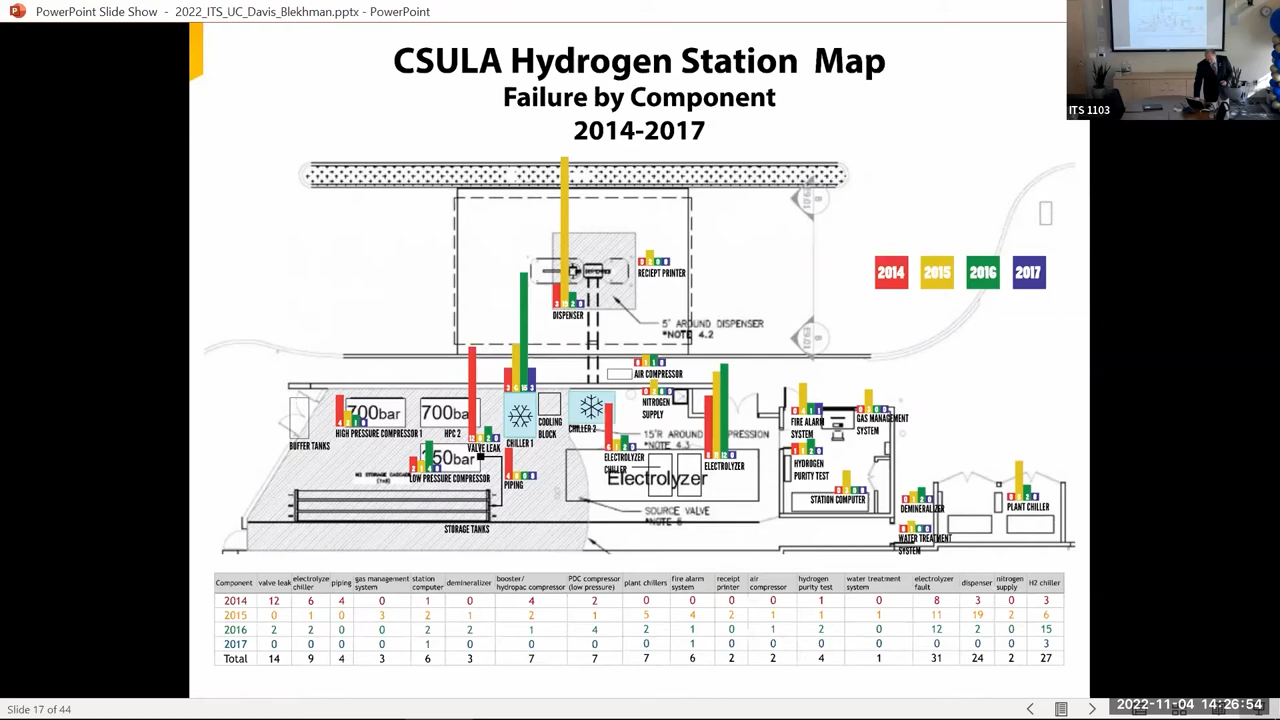 PowerPoint Slide Show - 2022_ITS_UC_Davis_Blekhman.pptx - PowerPoint
ITS 1103
CSULA Hydrogen Station Map
Failure by Component
2014-2017
2014 2015 2016 2017
RECIEPT PRINTER
DISPENSER
5' AROUND DISPENSER
*NOTE 4.2
AIR COMPRESSOR
NITROGEN
SUPPLY
700bar
700bar
HIGH PRESSURE COMPRESSOR 1
HPC 2
BUFFER TANKS
VALVE LEAK
CHILLER 1
COOLING
BLOCK
CHILLER 2
15'R AROUND
PRESSION
*NOTE 4.3
ELECTROLYZER
CHILLER
ELECTROLYZER
Electrolyzer
LOW PRESSURE COMPRESSOR
PIPING
STORAGE TANKS
SOURCE VALVE
FIRE ALARM
SYSTEM
GAS MANAGEMENT
SYSTEM
HYDROGEN
PURITY TEST
STATION COMPUTER
DEMINERALIZER
WATER TREATMENT
SYSTEM
PLANT CHILLER
Component valve leak electrolyze chiller piping gas management system station computer demineralizer booster/ hydropac compressor PDC compressor (low pressure) plant chillers fire alarm system receipt printer air compressor hydrogen purity test water treatment system electrolyzer fault dispenser nitrogen supply H2 chiller
2014 12 6 4 0 1 0 4 2 0 0 0 0 1 0 8 3 0 3
2015 0 1 0 3 2 1 2 1 5 4 2 1 1 1 11 19 2 6
2016 2 2 0 0 2 2 1 4 2 1 0 1 2 0 12 2 0 15
2017 0 0 0 0 1 0 0 0 0 1 0 0 0 0 0 0 0 3
Total 14 9 4 3 6 3 7 7 7 6 2 2 4 1 31 24 2 27
Slide 17 of 44
2022-11-04 14:26:54